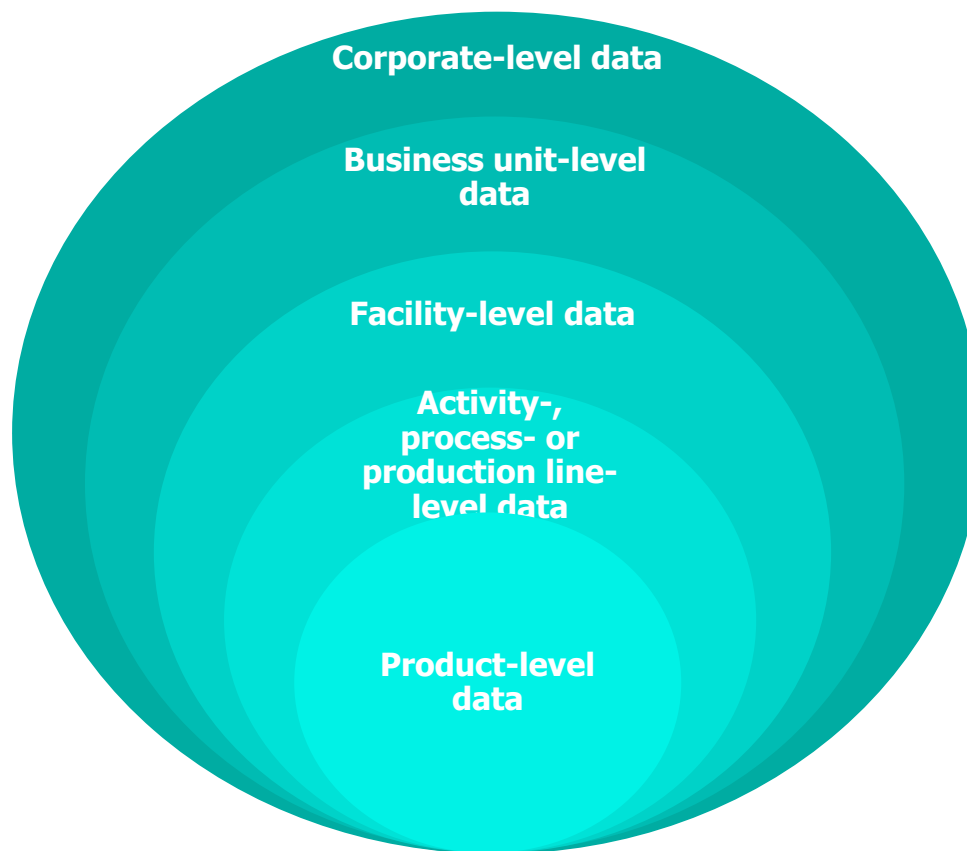 Corporate-level data
Business unit-level
data
Facility-level data
Activity-,
process- or
production line-
level data
Product-level
data